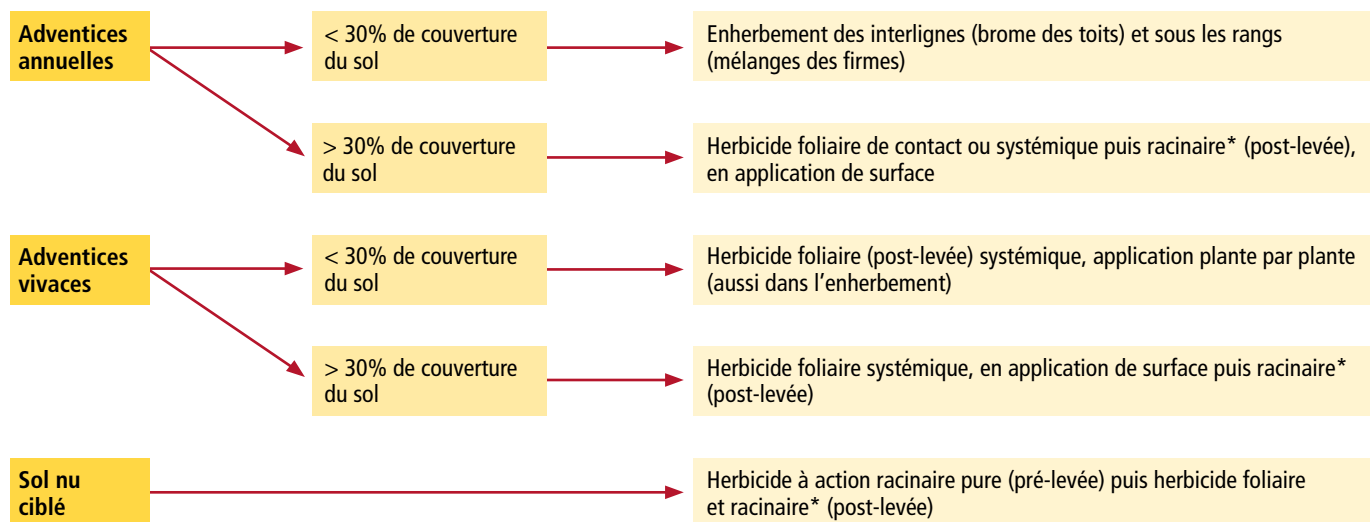 Adventices
annuelles
< 30% de couverture
du sol
Enherbement des interlignes (brome des toits) et sous les rangs
(mélanges des firmes)
> 30% de couverture
du sol
Herbicide foliaire de contact ou systémique puis racinaire* (post-levée),
en application de surface
Adventices
vivaces
< 30% de couverture
du sol
Herbicide foliaire (post-levée) systémique, application plante par plante
(aussi dans l’enherbement)
> 30% de couverture
du sol
Herbicide foliaire systémique, en application de surface puis racinaire*
(post-levée)
Sol nu
ciblé
Herbicide à action racinaire pure (pré-levée) puis herbicide foliaire
et racinaire* (post-levée)